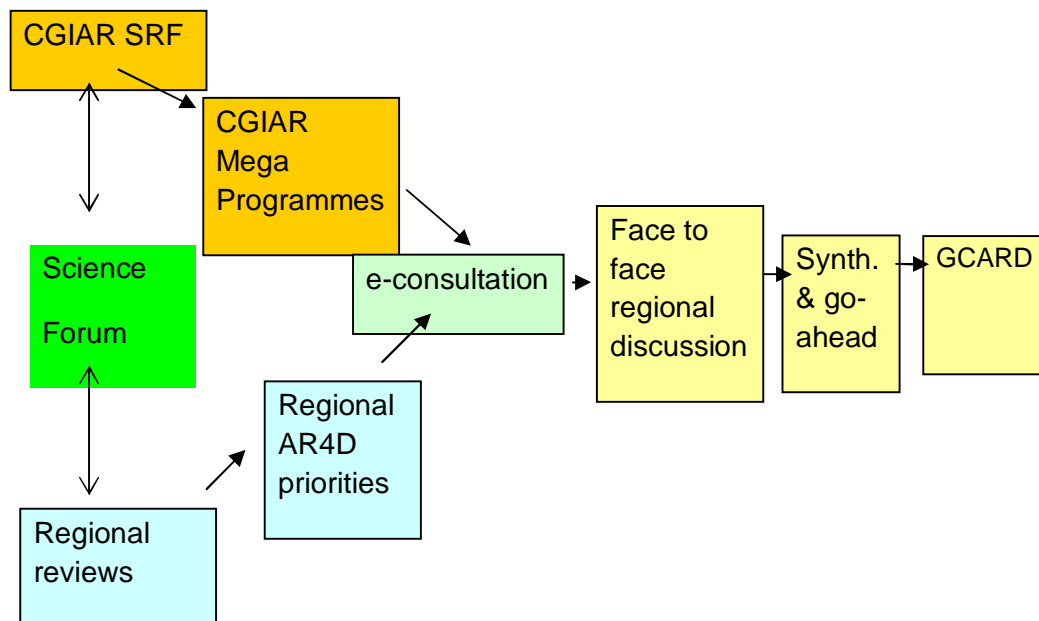 CGIAR SRF
CGIAR
Mega
Programmes
Science
Forum
e-consultation
Face to
face
regional
discussion
Synth.
& go-
ahead
GCARD
Regional
AR4D
priorities
Regional
reviews